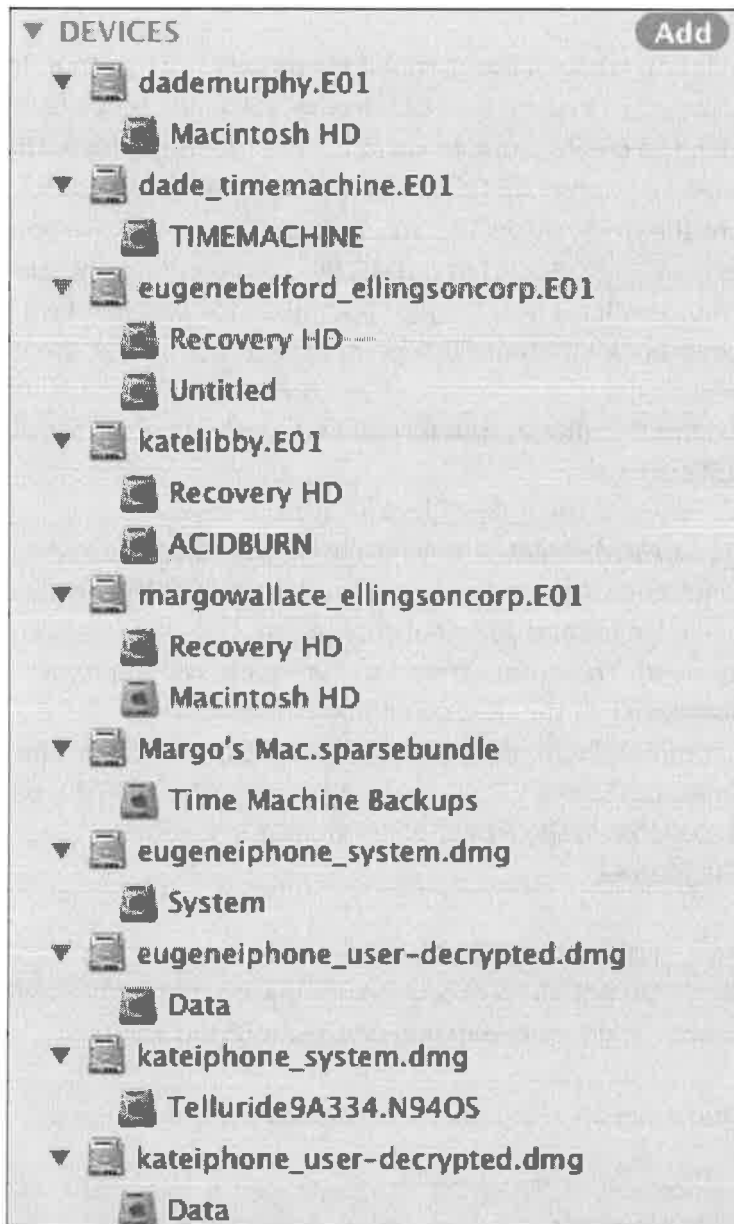 DEVICES Add
dademurphy.E01
Macintosh HD
dade_timemachine.E01
TIMEMACHINE
eugenebelford_ellingsoncorp.E01
Recovery HD
Untitled
katelibby.E01
Recovery HD
ACIDBURN
margowallace_ellingsoncorp.E01
Recovery HD
Macintosh HD
Margo's Mac.sparsebundle
Time Machine Backups
eugeneiphone_system.dmg
System
eugeneiphone_user-decrypted.dmg
Data
kateiphone_system.dmg
Telluride9A334.N94OS
kateiphone_user-decrypted.dmg
Data